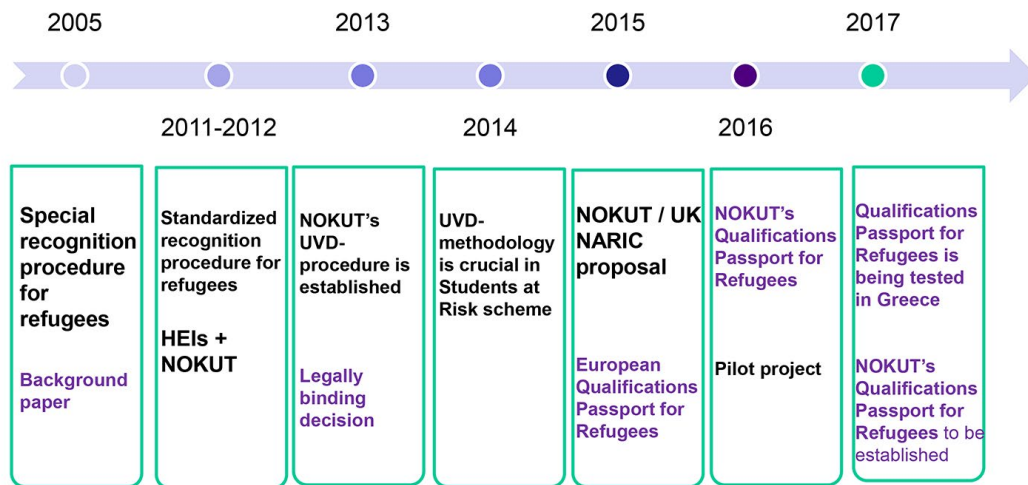 2005
2013
2015
2017
2011-2012
2014
2016
Special
recognition
procedure
for
refugees
Background
paper
Standardized
recognition
procedure for
refugees
HEIs +
NOKUT
NOKUT's
UVD-
procedure is
established
Legally
binding
decision
UVD-
methodology
is crucial in
Students at
Risk scheme
NOKUT / UK
NARIC
proposal
European
Qualifications
Passport for
Refugees
NOKUT's
Qualifications
Passport for
Refugees
Pilot project
Qualifications
Passport for
Refugees is
being tested
in Greece
NOKUT's
Qualifications
Passport for
Refugees to be
established